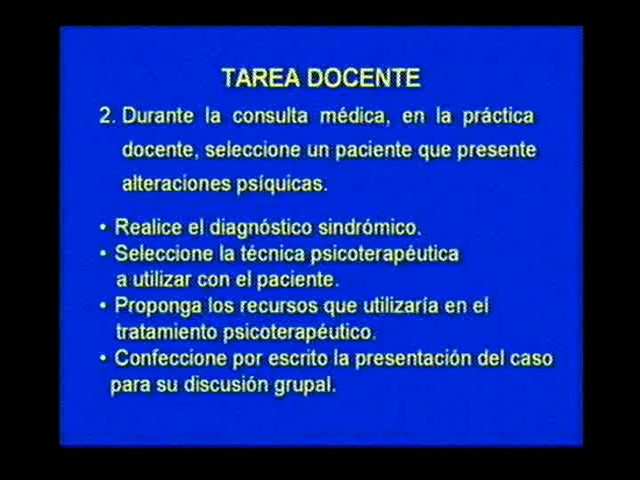 TAREA DOCENTE
2. Durante la consulta médica, en la práctica
docente, seleccione un paciente que presente
alteraciones psíquicas.
• Realice el diagnóstico sindrómico.
• Seleccione la técnica psicoterapéutica
a utilizar con el paciente.
• Proponga los recursos que utilizaría en el
tratamiento psicoterapéutico.
• Confeccione por escrito la presentación del caso
para su discusión grupal.